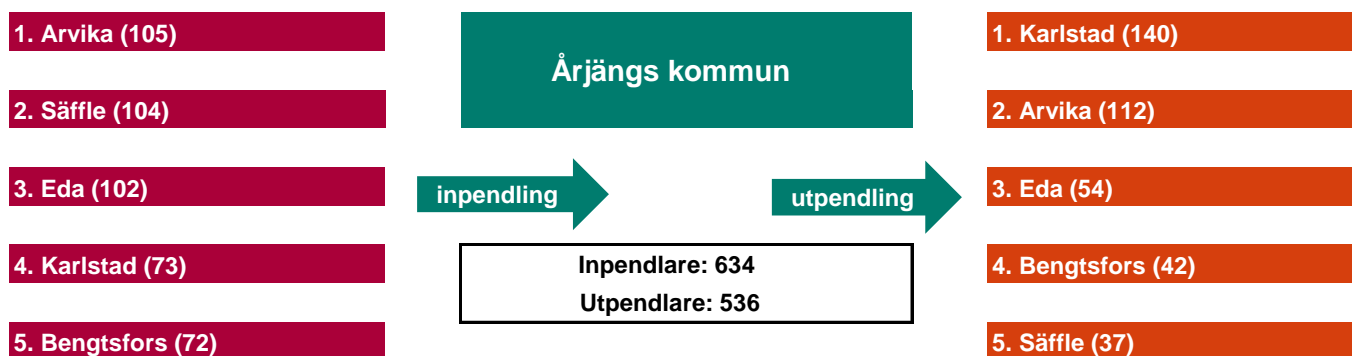 1. Arvika (105)
2. Säffle (104)
3. Eda (102)
4. Karlstad (73)
5. Bengtsfors (72)
Årjängs kommun
inpendling
utpendling
Inpendlare: 634
Utpendlare: 536
1. Karlstad (140)
2. Arvika (112)
3. Eda (54)
4. Bengtsfors (42)
5. Säffle (37)